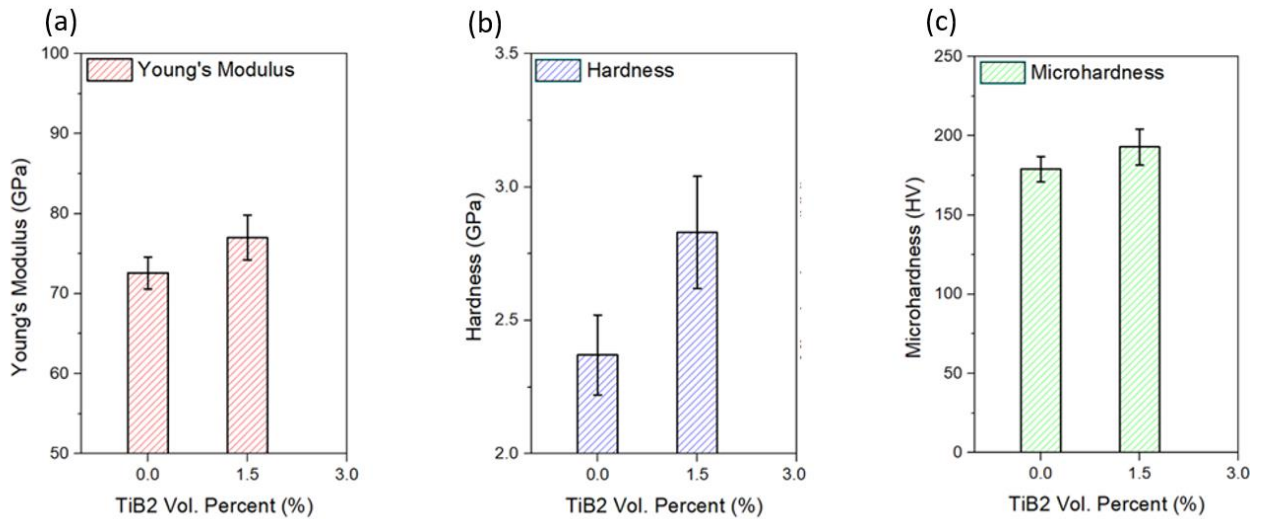 (a)
Young's Modulus
100
90
80
70
60
50
Young's Modulus (GPa)
0.0 1.5 3.0
TiB2 Vol. Percent (%)
(b)
Hardness
3.5
3.0
2.5
2.0
Hardness (GPa)
0.0 1.5 3.0
TiB2 Vol. Percent (%)
(c)
Microhardness
250
200
150
100
50
0
Microhardness (HV)
0.0 1.5 3.0
TiB2 Vol. Percent (%)